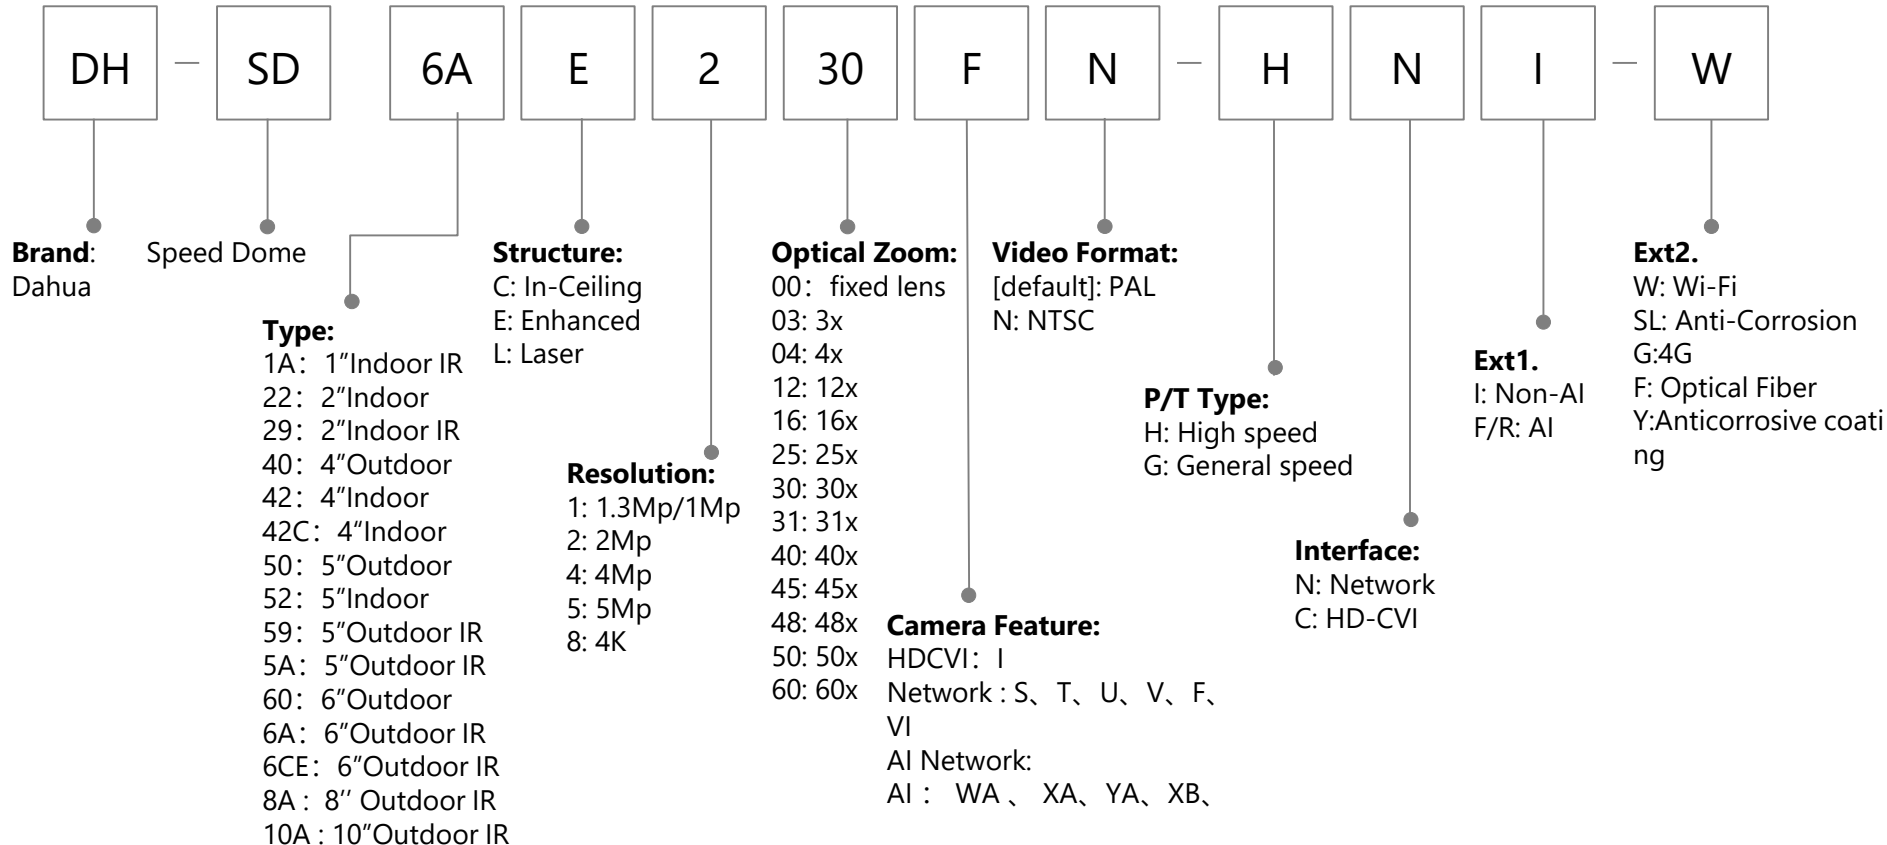 DH — SD 6A E 2 30 F N — H N I — W
Brand:
Dahua
Speed Dome
Type:
1A： 1"Indoor IR
22： 2"Indoor
29： 2"Indoor IR
40： 4"Outdoor
42： 4"Indoor
42C： 4"Indoor
50： 5"Outdoor
52： 5"Indoor
59： 5"Outdoor IR
5A： 5"Outdoor IR
60： 6"Outdoor
6A： 6"Outdoor IR
6CE： 6"Outdoor IR
8A : 8'' Outdoor IR
10A : 10"Outdoor IR
Structure:
C: In-Ceiling
E: Enhanced
L: Laser
Resolution:
1: 1.3Mp/1Mp
2: 2Mp
4: 4Mp
5: 5Mp
8: 4K
Optical Zoom:
00： fixed lens
03: 3x
04: 4x
12: 12x
16: 16x
25: 25x
30: 30x
31: 31x
40: 40x
45: 45x
48: 48x
50: 50x
60: 60x
Camera Feature:
HDCVI： I
Network : S、T、U、V、F、
VI
AI Network:
AI ： WA 、 XA、YA、XB、
Video Format:
[default]: PAL
N: NTSC
P/T Type:
H: High speed
G: General speed
Interface:
N: Network
C: HD-CVI
Ext1.
I: Non-AI
F/R: AI
Ext2.
W: Wi-Fi
SL: Anti-Corrosion
G:4G
F: Optical Fiber
Y:Anticorrosive coati
ng